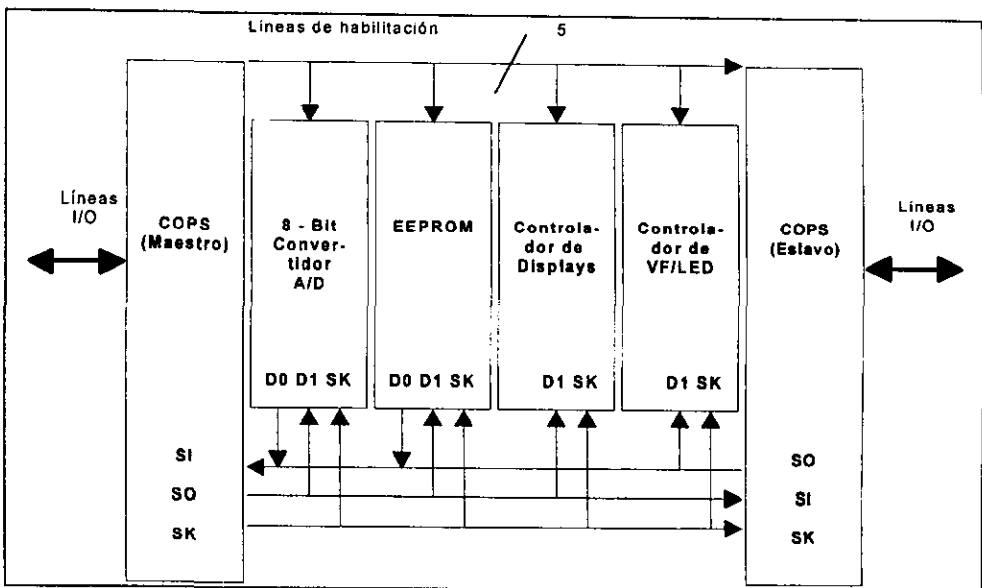 Líneas de habilitación 5
Líneas
I/O
COPS
(Maestro)
8 - Bit
Conver-
tidor
A/D
EEPROM
Controla-
dor de
Displays
Controla-
dor de
VF/LED
COPS
(Eslavo)
Líneas
I/O
D0 D1 SK
D0 D1 SK
D1 SK
D1 SK
SI
SO
SK
SO
SI
SK